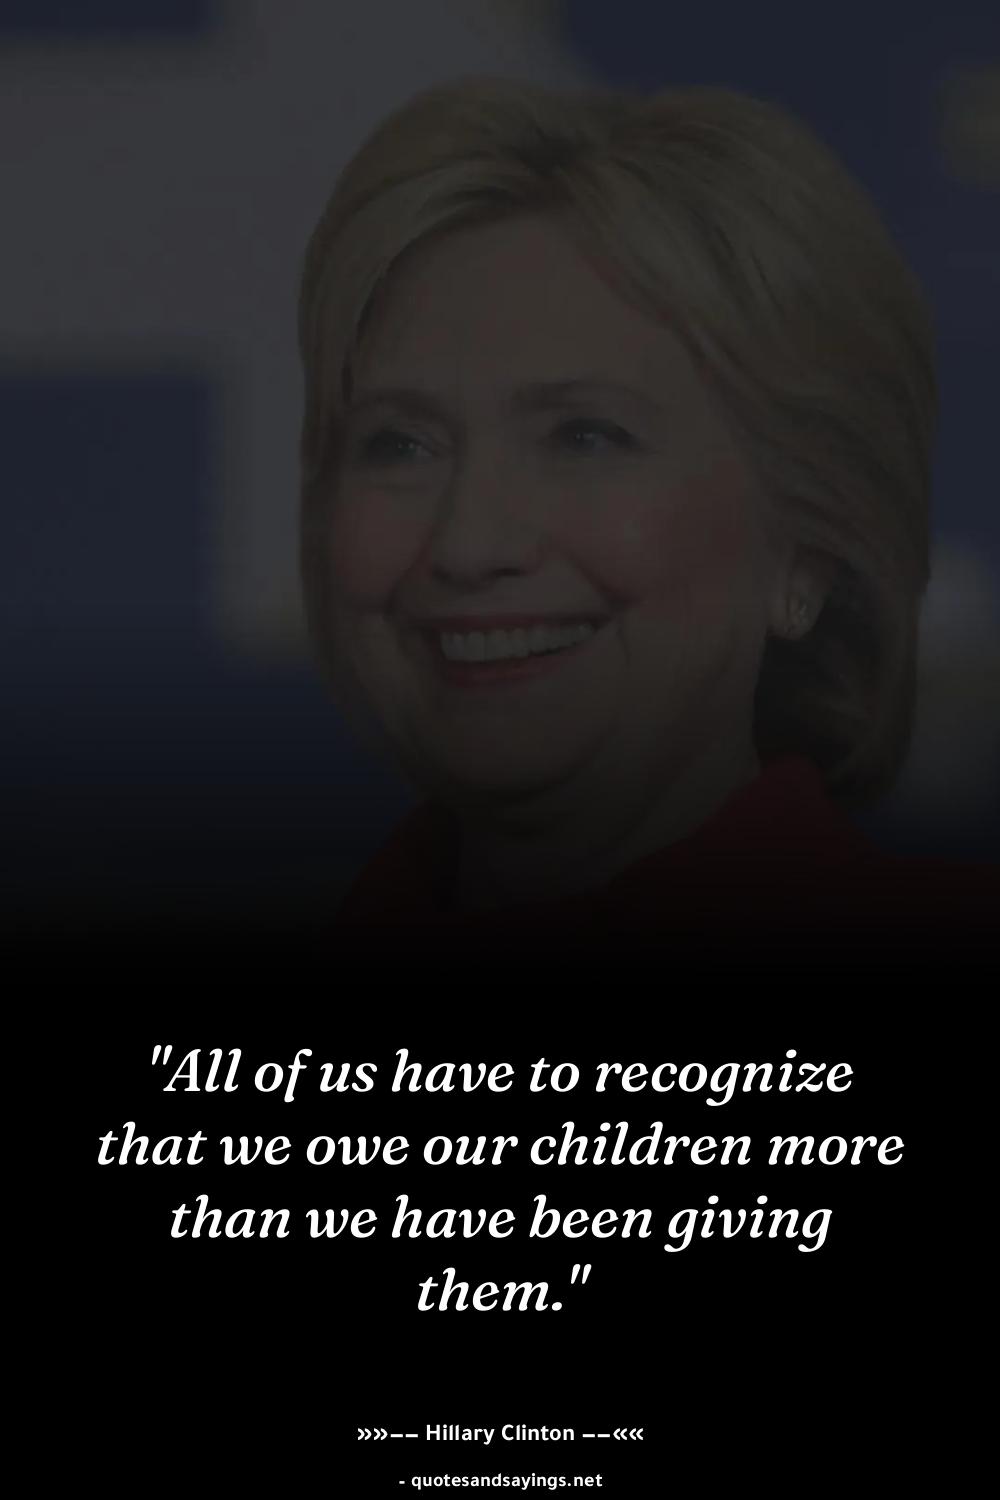 "All of us have to recognize
that we owe our children more
than we have been giving
them."
»»—— Hillary Clinton ——««
- quotesandsayings.net